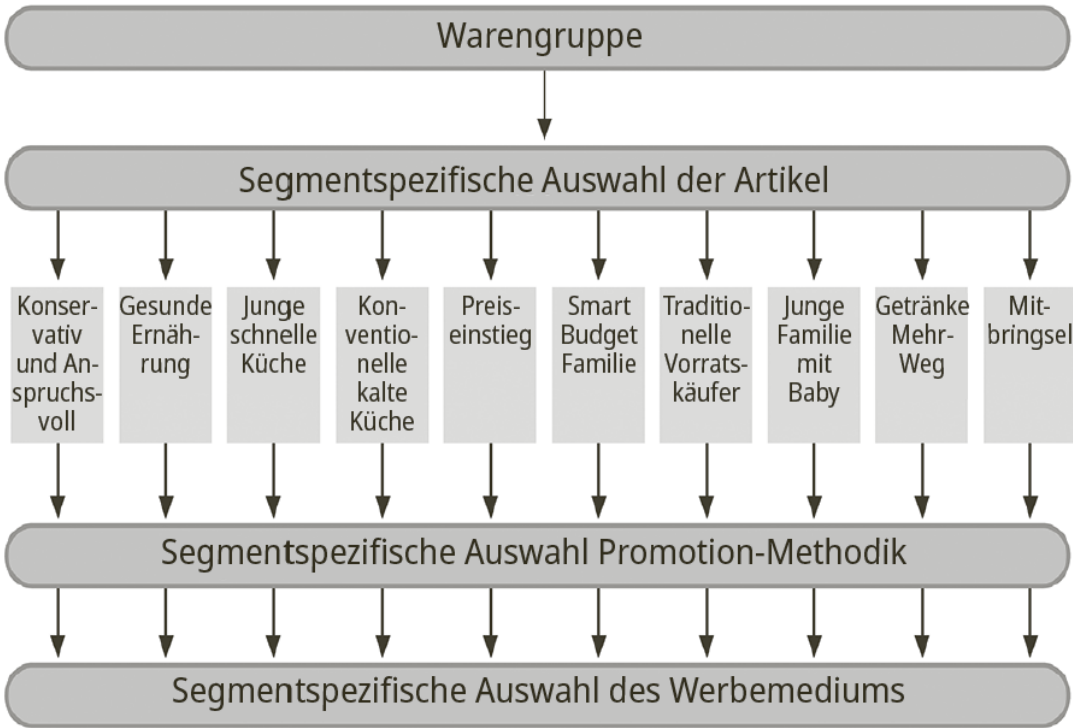 Warengruppe
Segmentspezifische Auswahl der Artikel
Konser-
vativ
und An-
spruchs-
voll
Gesunde
Ernäh-
rung
Junge
schnelle
Küche
Kon-
ventio-
nelle
kalte
Küche
Preis-
einstieg
Smart
Budget
Familie
Traditio-
nelle
Vorrats-
käufer
Junge
Familie
mit
Baby
Getränke
Mehr-
Weg
Mit-
bringsel
Segmentspezifische Auswahl Promotion-Methodik
Segmentspezifische Auswahl des Werbemediums